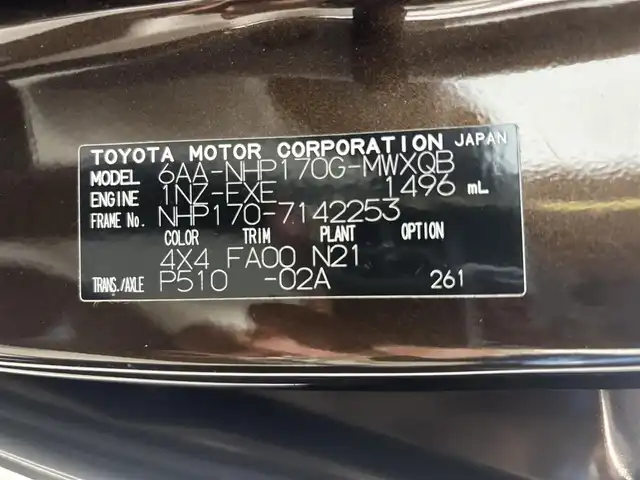 TOYOTA MOTOR CORPORATION JAPAN
MODEL 6AA-NHP170G-MWXQB
ENGINE 1NZ-FXE 1496 mL
FRAME No. NHP170-7142253
COLOR TRIM PLANT OPTION
4X4 FA00 N21
TRANS./AXLE P510 -02A 261